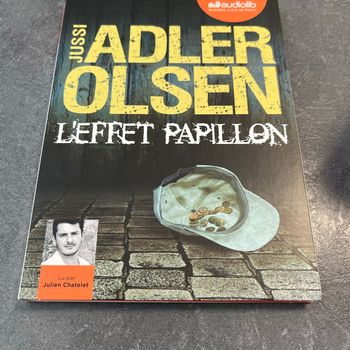 audiolib
JUSSI
ADLER
OLSEN
L'EFFET PAPILLON
Lu par
Julien Chatelet